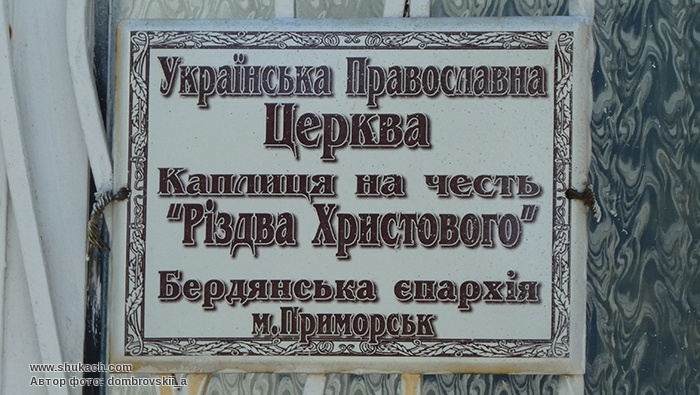 Українська Православна
Церква
Каплиця на честь
"Різдва Христового"
Бердянська єпархія
м.Приморськ
www.shukach.com
Автор фото: dombrovskii_a